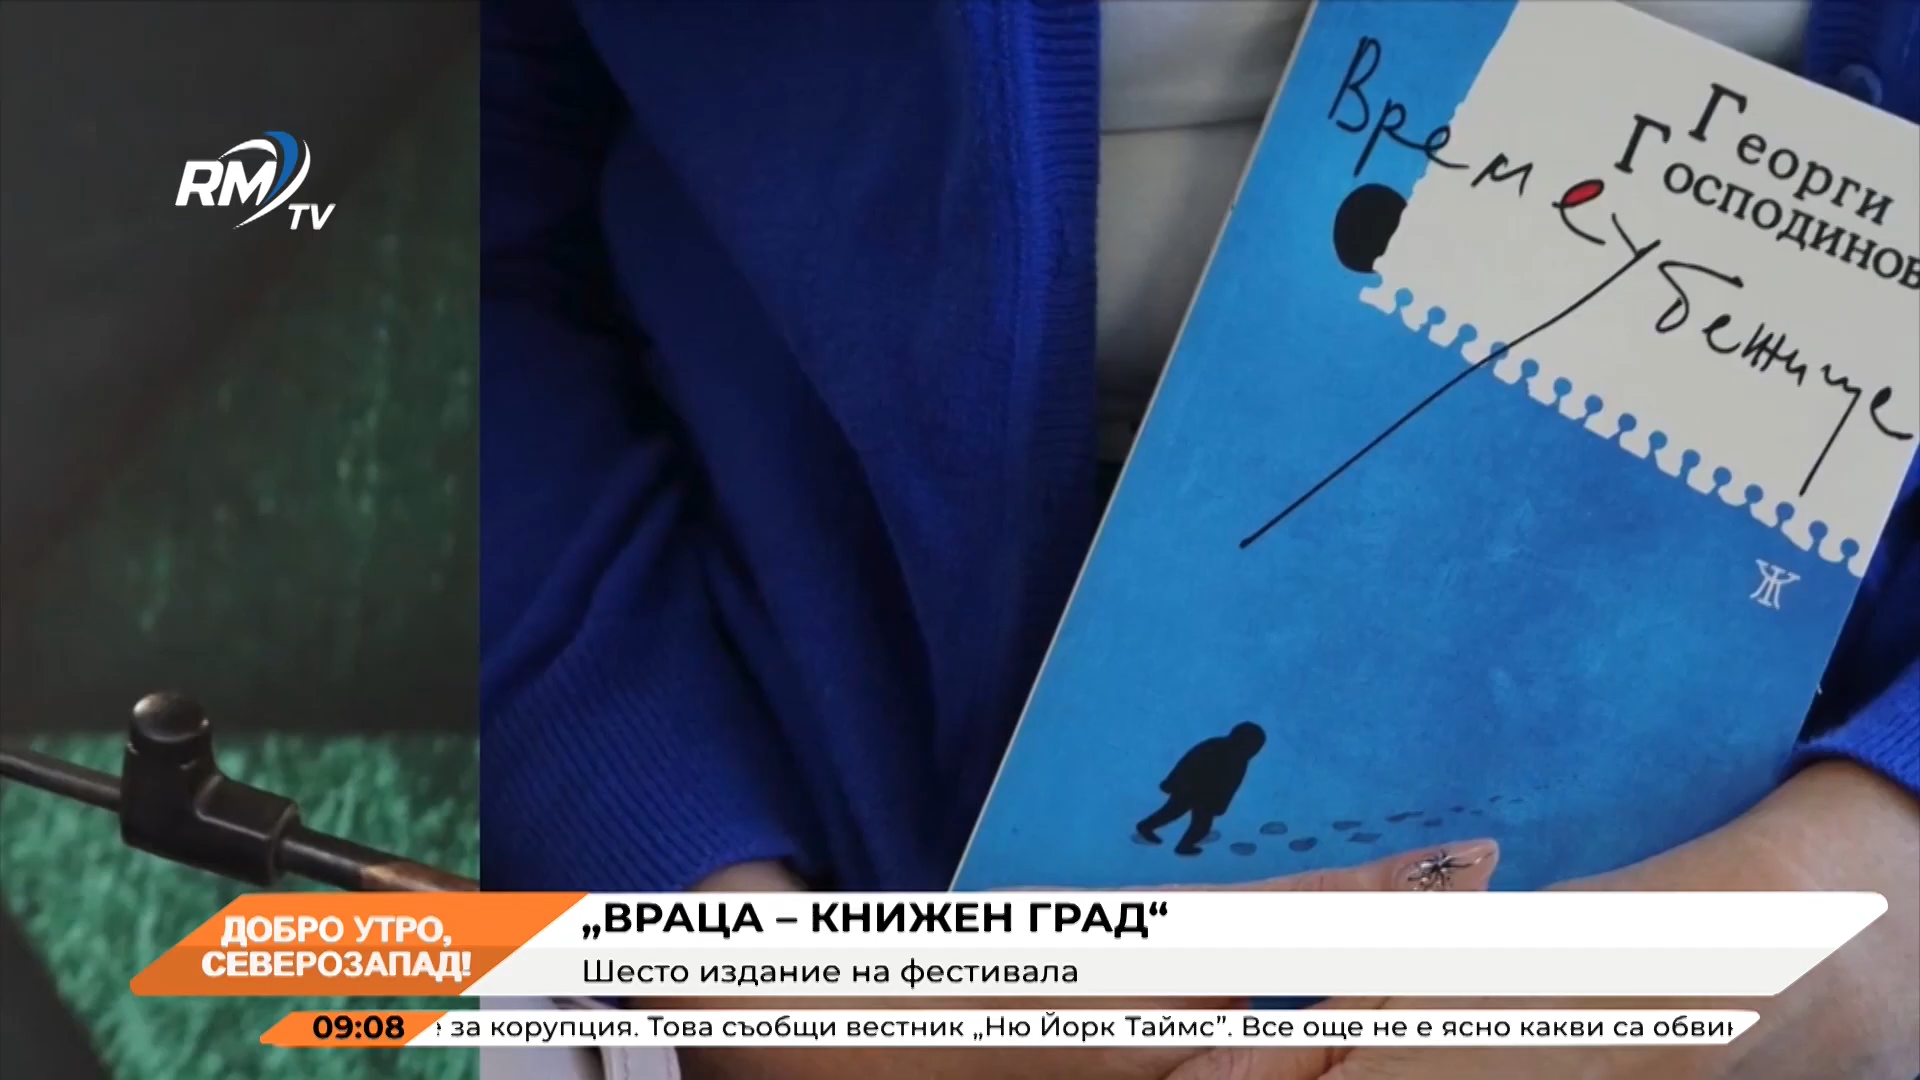 RM
TV
Георги
Господинов
Времеубежище
Ж
ДОБРО УТРО,
СЕВЕРОЗАПАД!
„ВРАЦА – КНИЖЕН ГРАД“
Шесто издание на фестивала
09:08
за корупция. Това съобщи вестник „Ню Йорк Таймс”. Все още не е ясно какви са